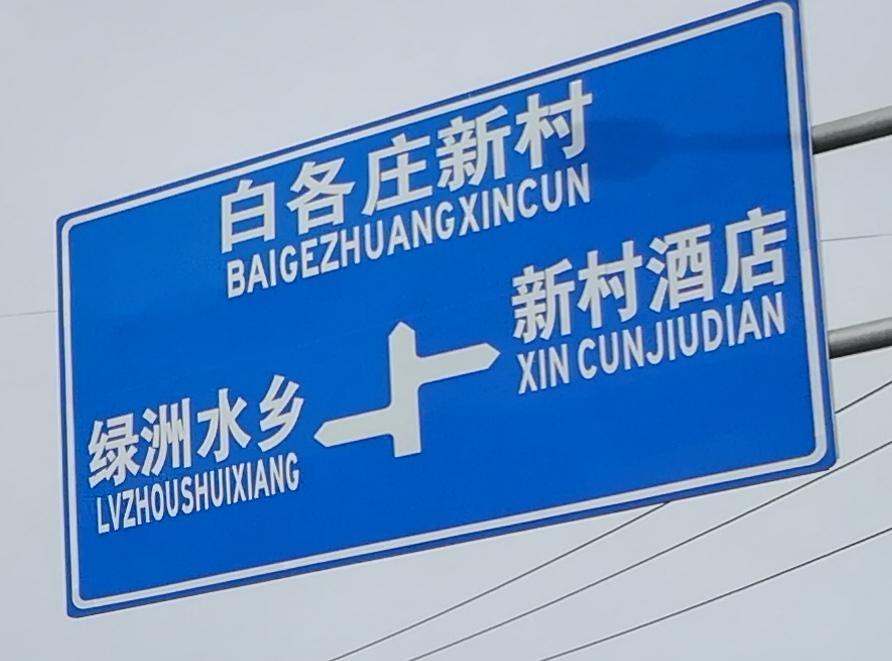 白各庄新村
BAIGEZHUANGXINCUN
新村酒店
XIN CUNJIUDIAN
绿洲水乡
LVZHOUSHUIXIANG